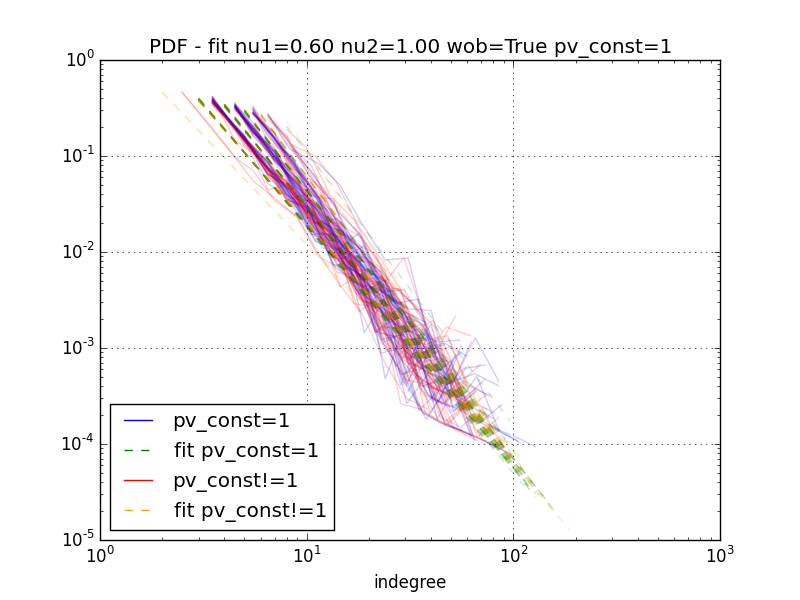 PDF - fit nu1=0.60 nu2=1.00 wob=True pv_const=1
10^0
10^-1
10^-2
10^-3
10^-4
10^-5
pv_const=1
fit pv_const=1
pv_const!=1
fit pv_const!=1
10^0 10^1 10^2 10^3
indegree